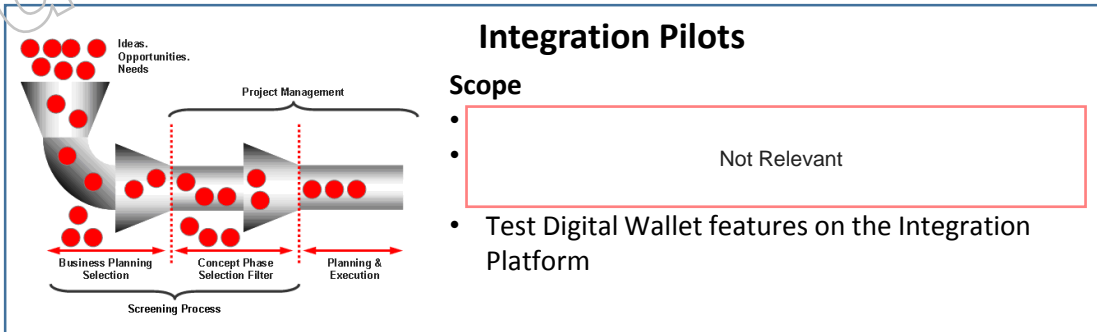 Ideas.
Opportunities.
Needs
Project Management
Business Planning
Selection
Concept Phase
Selection Filter
Planning &
Execution
Screening Process
Integration Pilots
Scope
•
•
Not Relevant
• Test Digital Wallet features on the Integration
Platform